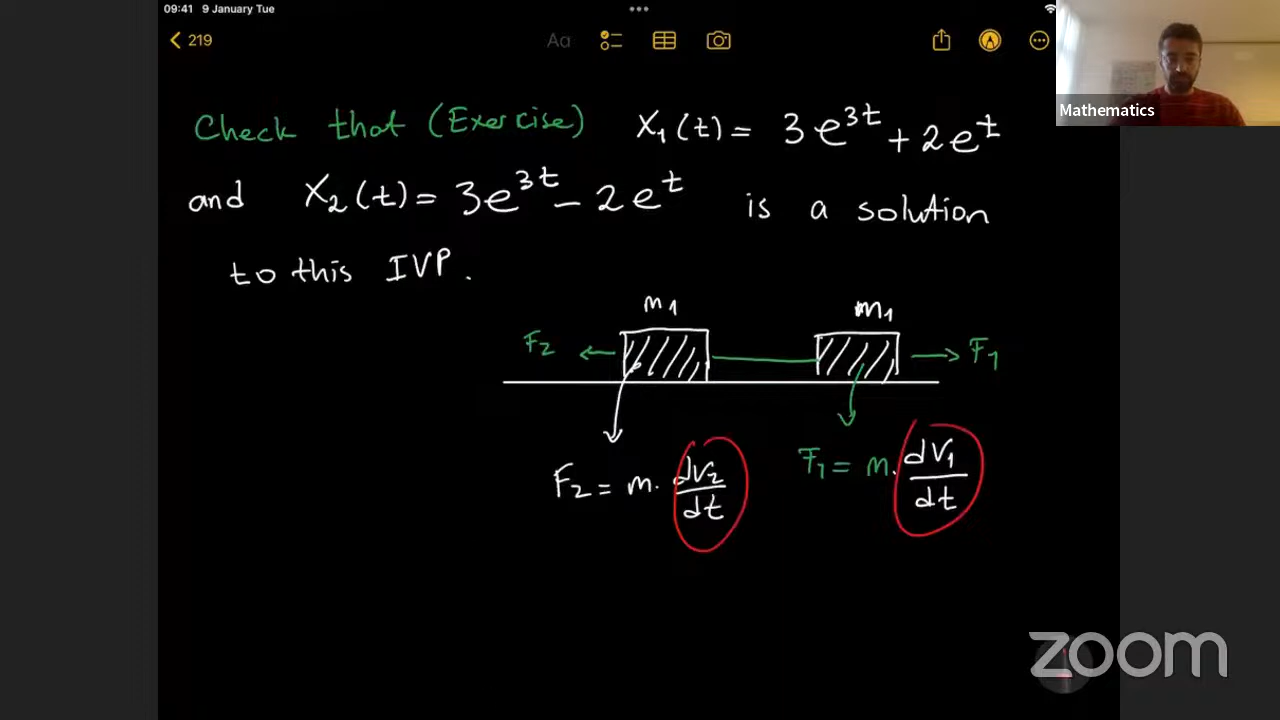 09:41 9 January Tue
219
Aa
Mathematics
Check that (Exercise) X₁(t) = 3e^{3t} + 2e^{t}
and X₂(t) = 3e^{3t} - 2e^{t} is a solution
to this IVP.
m₁ m₁
F₂ F₁
F₂ = m. dv₂/dt
F₁ = m. dv₁/dt
zoom